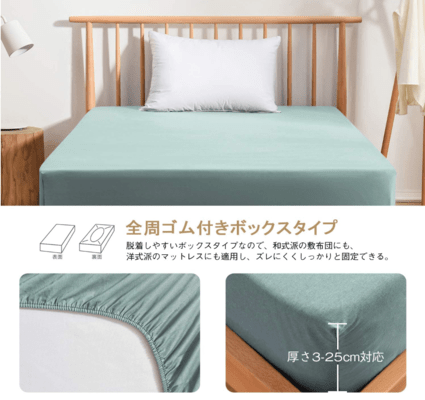 全周ゴム付きボックスタイプ
表面
裏面
脱着しやすいボックスタイプなので、和式派の敷布団にも、
洋式派のマットレスにも適用し、ズレにくくしっかりと固定できる。
厚さ3-25cm対応